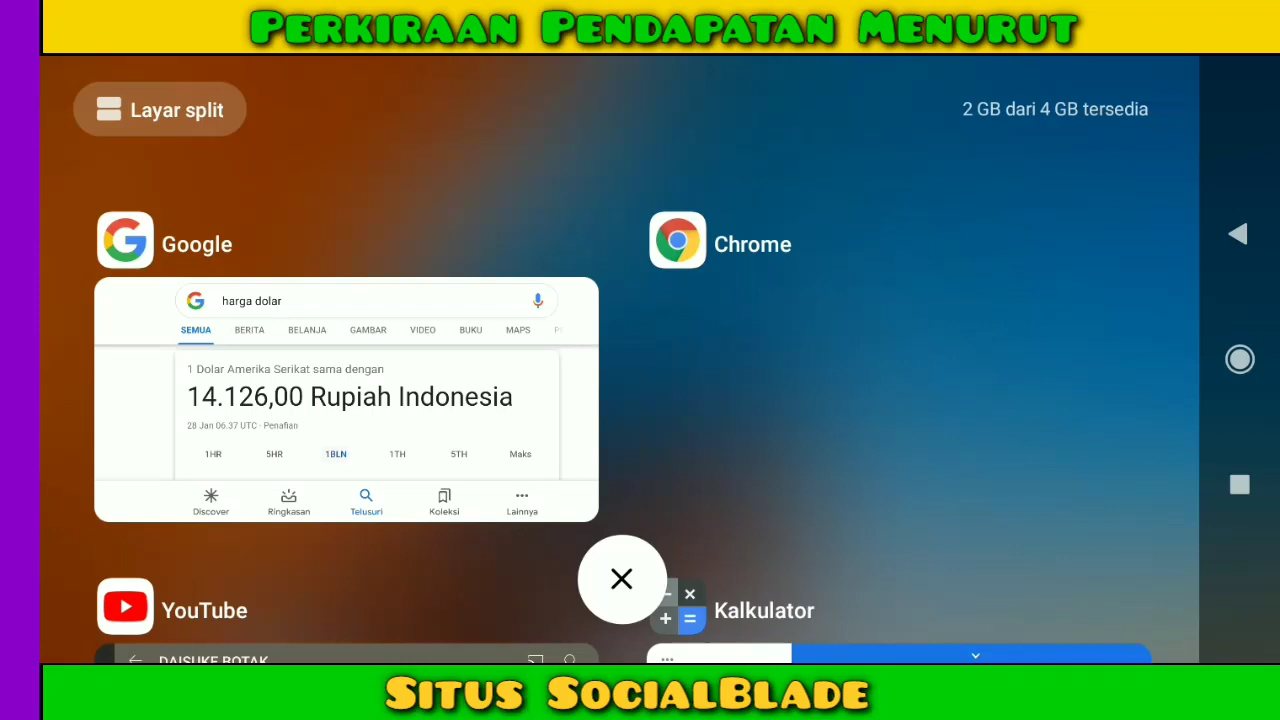 Perkiraan Pendapatan Menurut
Layar split
2 GB dari 4 GB tersedia
Google
Chrome
harga dolar
SEMUA BERITA BELANJA GAMBAR VIDEO BUKU MAPS
1 Dolar Amerika Serikat sama dengan
14.126,00 Rupiah Indonesia
28 Jan 06.37 UTC · Penafian
1HR 5HR 1BLN 1TH 5TH Maks
Discover Ringkasan Telusuri Koleksi Lainnya
YouTube
Kalkulator
DAISUKE BOTAK
Situs SocialBlade